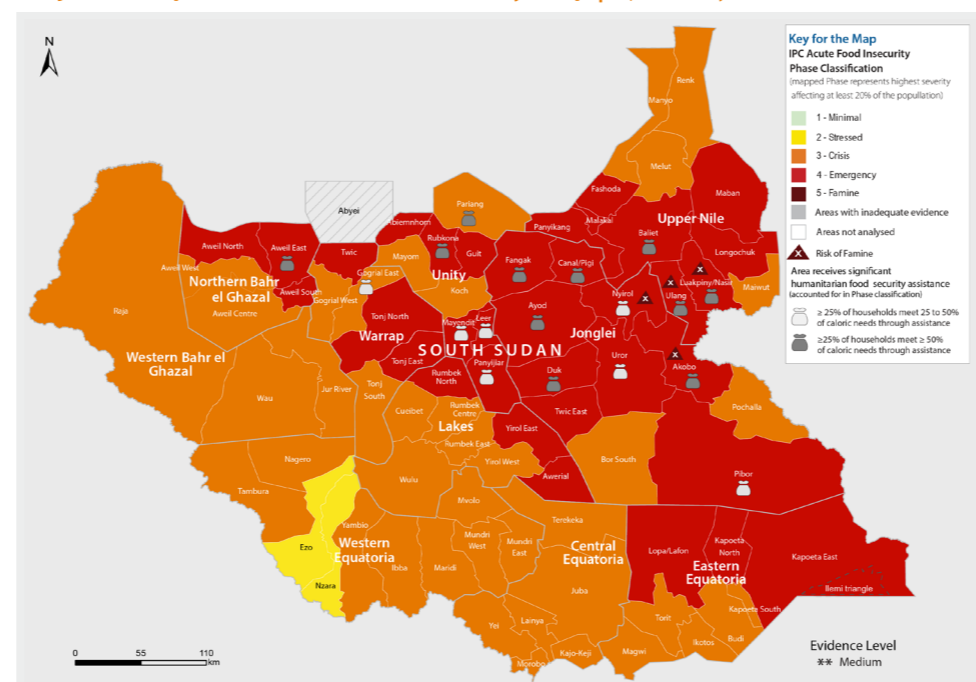 N
Key for the Map
IPC Acute Food Insecurity
Phase Classification
(mapped Phase represents highest severity
affecting at least 20% of the population)
1 - Minimal
2 - Stressed
3 - Crisis
4 - Emergency
5 - Famine
Areas with inadequate evidence
Areas not analysed
Risk of Famine
Area receives significant
humanitarian food security assistance
(accounted for in Phase classification)
≥ 25% of households meet 25 to 50%
of caloric needs through assistance
≥25% of households meet ≥ 50%
of caloric needs through assistance
Renk
Manyo
Melut
Maban
Fashoda
Malakal
Upper Nile
Panyikang
Baliet
Longochuk
Maiwut
Luakpiny/Nasir
Ulang
Abyei
Abiemnhom
Pariang
Rubkona
Guit
Mayom
Unity
Koch
Mayendit
Leer
Panyijiar
Twic
Gogrial East
Gogrial West
Tonj North
Warrap
Tonj East
Tonj
South
Aweil North
Aweil East
Aweil West
Northern Bahr
el Ghazal
Aweil South
Aweil Centre
Raja
Western Bahr el
Ghazal
Wau
Jur River
SOUTH SUDAN
Fangak
Canal/Pigi
Nyirol
Ayod
Jonglei
Uror
Akobo
Duk
Twic East
Pochalla
Bor South
Pibor
Rumbek
North
Rumbek
Centre
Cueibet
Lakes
Rumbek East
Yirol East
Yirol West
Awerial
Wulu
Nagero
Tambura
Ezo
Yambio
Nzara
Western
Equatoria
Ibba
Maridi
Mvolo
Mundri
West
Mundri
East
Terekeka
Central
Equatoria
Juba
Yei
Lainya
Morobo
Kajo-Keji
Lopa/Lafon
Kapoeta
North
Kapoeta East
Eastern
Equatoria
Ilemi triangle
Kapoeta South
Torit
Magwi
Ikotos
Budi
0 55 110
km
Evidence Level
** Medium